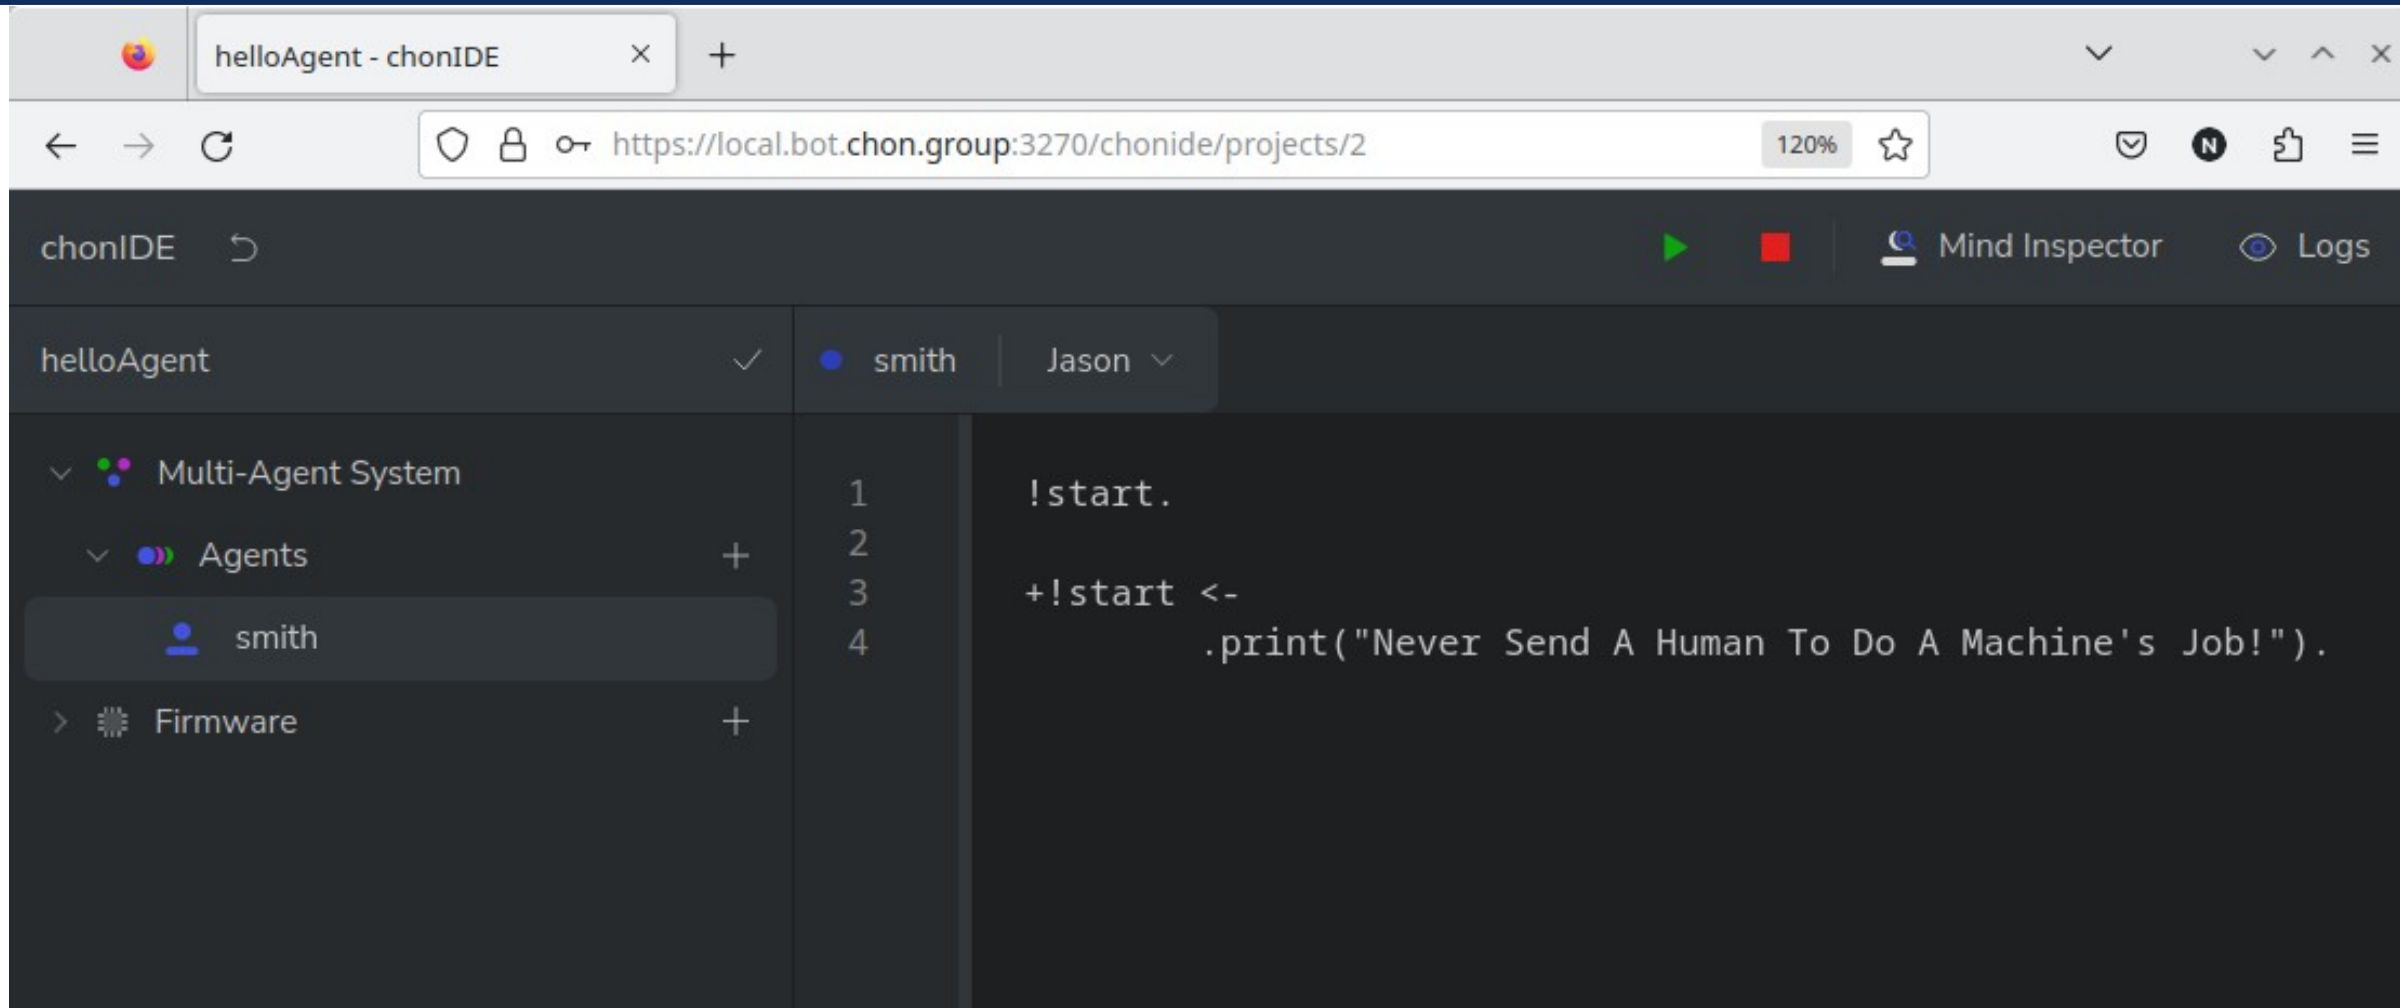 helloAgent - chonIDE
https://local.bot.chon.group:3270/chonide/projects/2
120%
N
chonIDE
Mind Inspector
Logs
helloAgent
smith
Jason
Multi-Agent System
Agents
smith
Firmware
1 !start.
2
3 +!start <-
4 .print("Never Send A Human To Do A Machine's Job!").